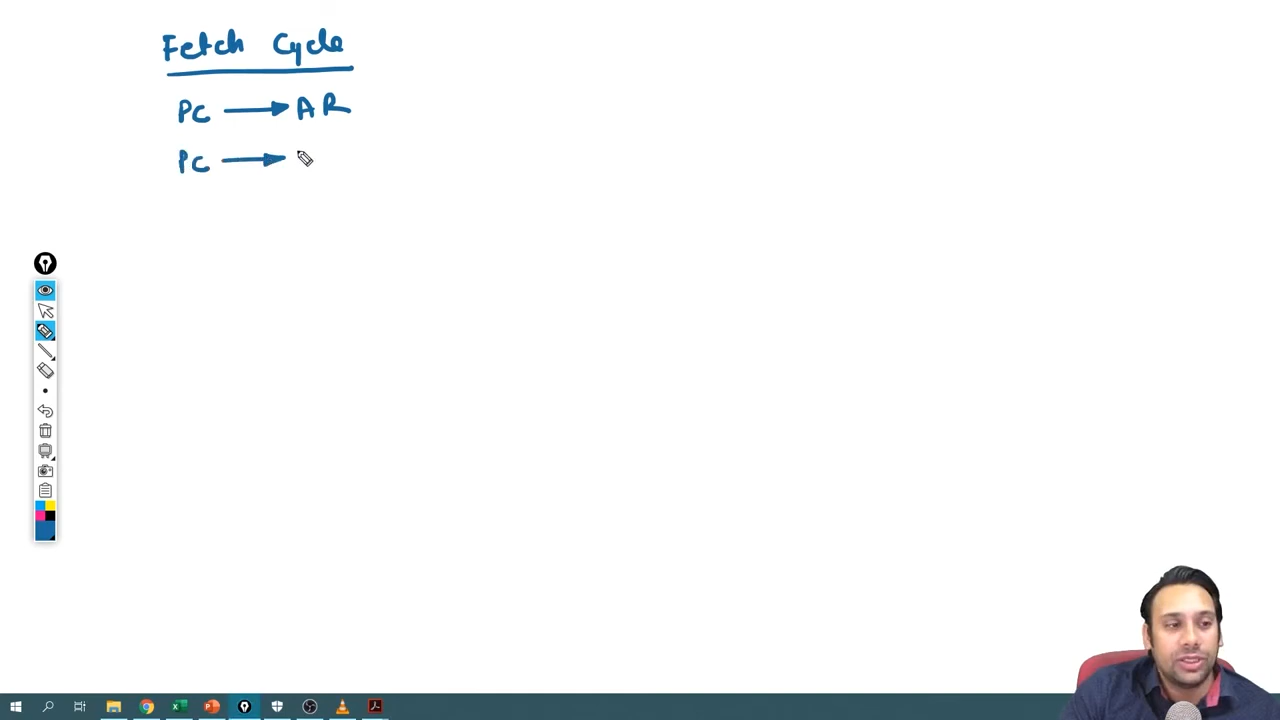 Fetch Cycle
PC → AR
PC →